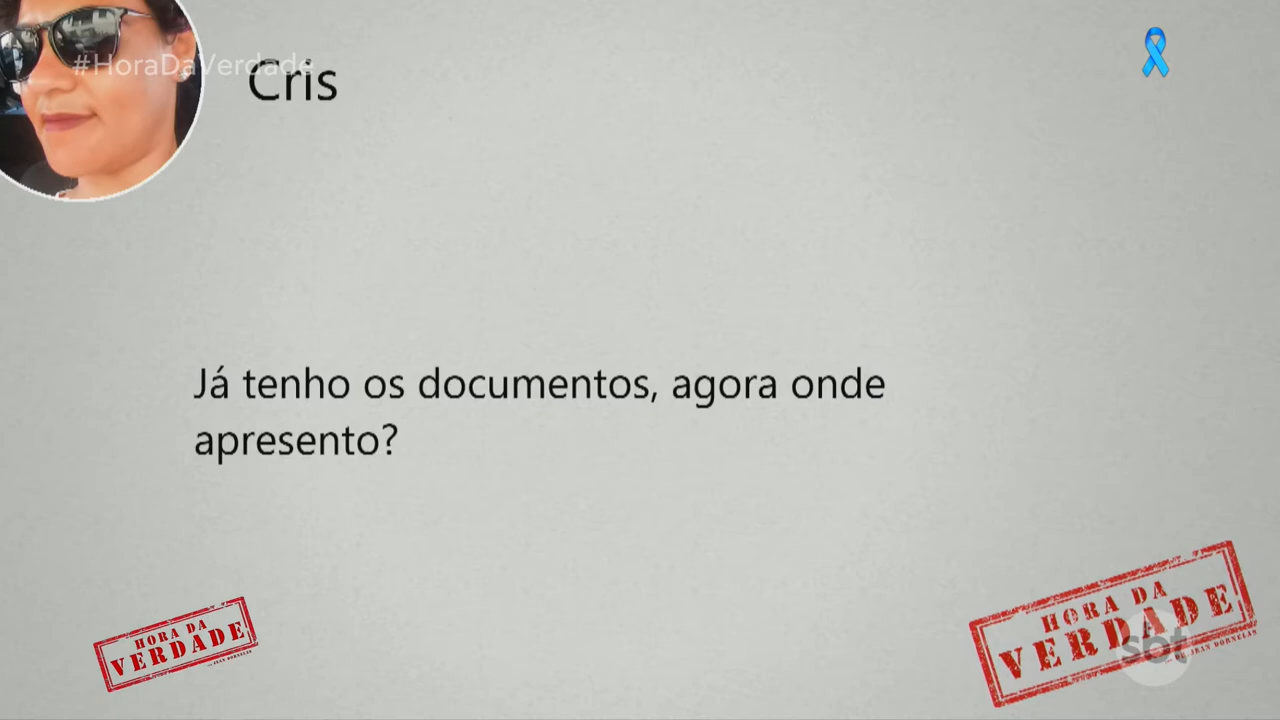 #HoraDaVerdade
Cris
Já tenho os documentos, agora onde
apresento?
HORA DA
VERDADE
HORA DA
VERDADE
sbt